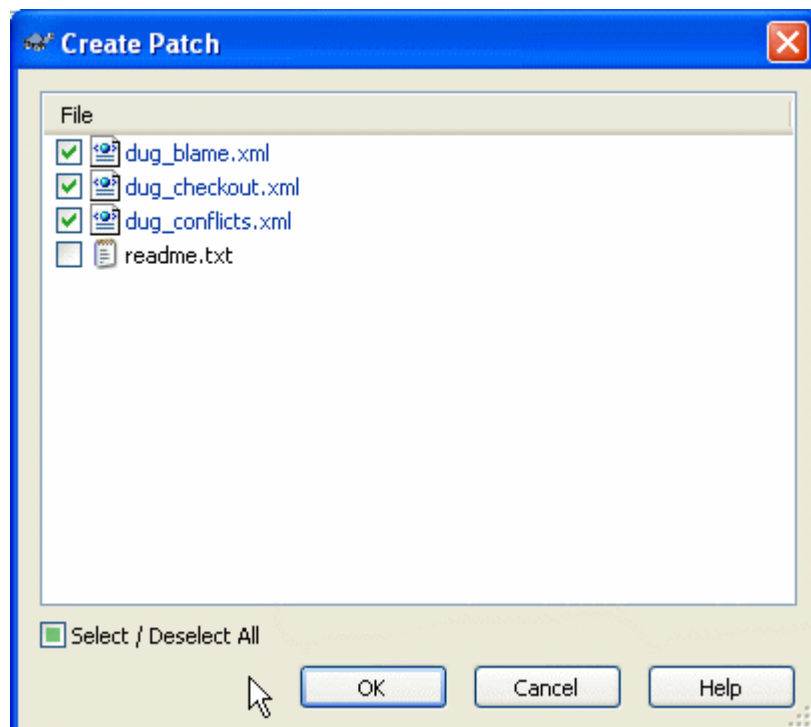 Create Patch
File
dug_blame.xml
dug_checkout.xml
dug_conflicts.xml
readme.txt
Select / Deselect All
OK Cancel Help